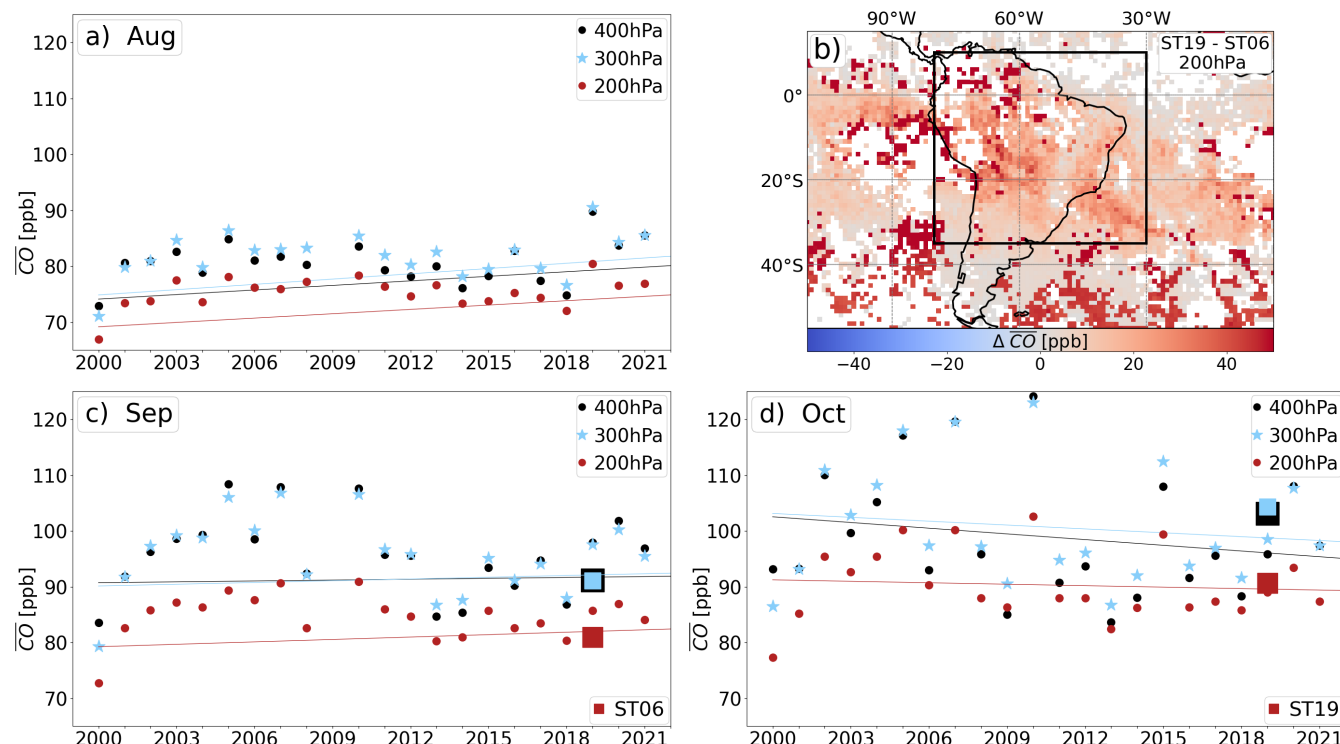 a) Aug
400hPa
300hPa
200hPa
120
110
100
90
80
70
CO [ppb]
2000 2003 2006 2009 2012 2015 2018 2021
90°W 60°W 30°W
b)
ST19 - ST06
200hPa
0°
20°S
40°S
Δ CO [ppb]
−40 −20 0 20
c) Sep
400hPa
300hPa
200hPa
120
110
100
90
80
70
CO [ppb]
ST06
2000 2003 2006 2009 2012 2015 2018 2021
d) Oct
400hPa
300hPa
200hPa
120
110
100
90
80
70
CO [ppb]
ST19
2000 2003 2006 2009 2012 2015 2018 2021